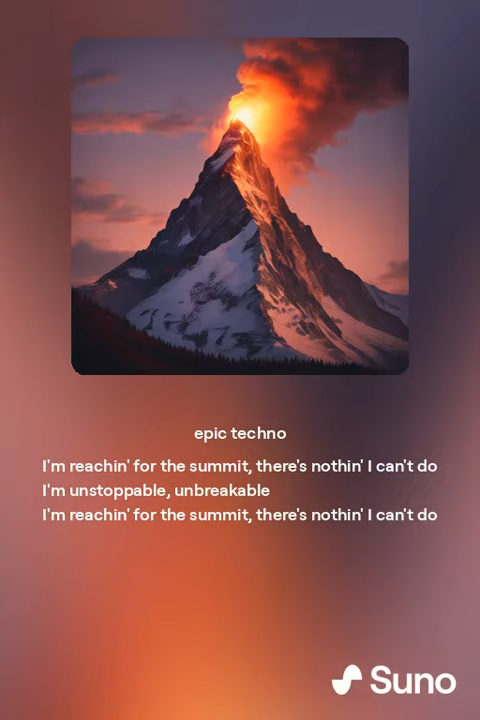 epic techno
I'm reachin' for the summit, there's nothin' I can't do
I'm unstoppable, unbreakable
I'm reachin' for the summit, there's nothin' I can't do
Suno